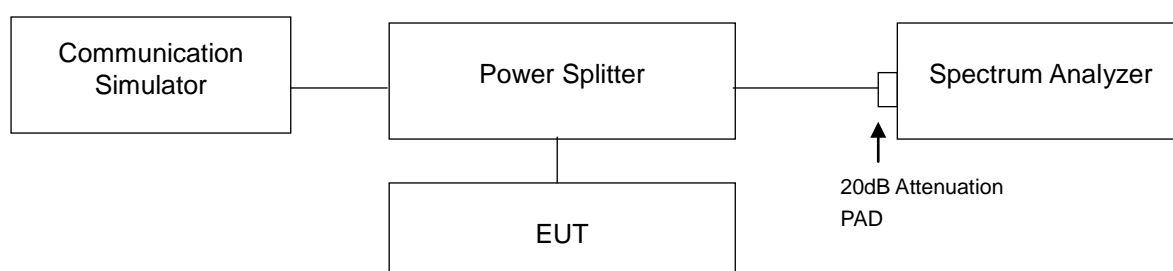 Communication
Simulator
Power Splitter
Spectrum Analyzer
20dB Attenuation
PAD
EUT